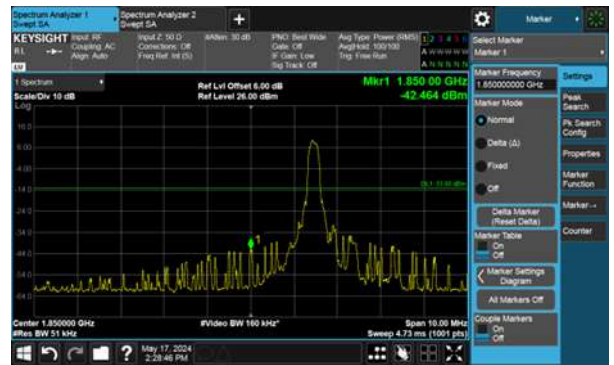 Spectrum Analyzer 1
Swept SA
Spectrum Analyzer 2
Swept SA
+
Marker
KEYSIGHT
RL
Input: RF
Coupling: AC
Align: Auto
Input Z: 50 Ω
Corrections: Off
Freq Ref: Int (S)
#Atten: 30 dB
PNO: Best Wide
Gate: Off
IF Gain: Low
Sig Track: Off
Avg Type: Power (RMS)
Avg|Hold: 100/100
Trig: Free Run
1 2 3 4 5 6
A W W W W W
A N N N N N
Select Marker
Marker 1
1 Spectrum
Scale/Div 10 dB
Log
Ref Lvl Offset 6.00 dB
Ref Level 26.00 dBm
Mkr1 1.850 00 GHz
-42.464 dBm
16.0
6.00
-4.00
-14.0
-24.0
-34.0
-44.0
-54.0
-64.0
1
Center 1.850000 GHz
#Res BW 51 kHz
#Video BW 160 kHz*
Span 10.00 MHz
Sweep 4.73 ms (1001 pts)
Marker Frequency
1.850000000 GHz
Marker Mode
Normal
Delta (Δ)
Fixed
Off
Delta Marker
(Reset Delta)
Marker Table
On
Off
Marker Settings
Diagram
All Markers Off
Couple Markers
On
Off
Settings
Peak
Search
Pk Search
Config
Properties
Marker
Function
Marker→
Counter
?
May 17, 2024
2:28:46 PM